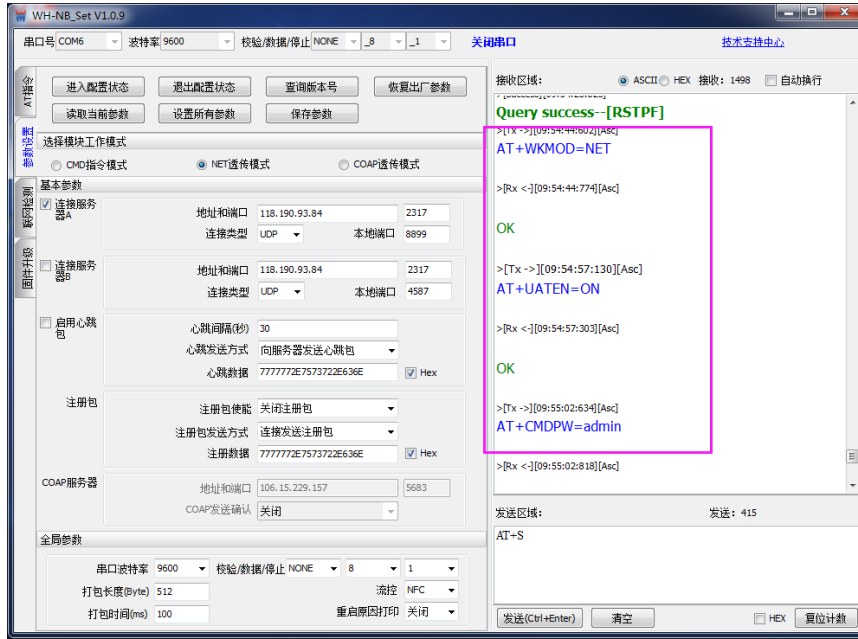 WH-NB_Set V1.0.9
串口号 COM6 波特率 9600 校验/数据/停止 NONE _8 _1 关闭串口 技术支持中心
AT指令
参数设置
联网检测
固件升级
进入配置状态 退出配置状态 查询版本号 恢复出厂参数
读取当前参数 设置所有参数 保存参数
选择模块工作模式
CMD指令模式 NET透传模式 COAP透传模式
基本参数
连接服务器A
地址和端口 118.190.93.84 2317
连接类型 UDP 本地端口 8899
连接服务器B
地址和端口 118.190.93.84 2317
连接类型 UDP 本地端口 4587
启用心跳包
心跳间隔(秒) 30
心跳发送方式 向服务器发送心跳包
心跳数据 7777772E7573722E636E Hex
注册包
注册包使能 关闭注册包
注册包发送方式 连接发送注册包
注册数据 7777772E7573722E636E Hex
COAP服务器
地址和端口 106.15.229.157 5683
COAP发送确认 关闭
全局参数
串口波特率 9600 校验/数据/停止 NONE 8 1
打包长度(Byte) 512 流控 NFC
打包时间(ms) 100 重启原因打印 关闭
接收区域: ASCII HEX 接收: 1498 自动换行
Query success--[RSTPF]
>[Tx ->][09:54:44:602][Asc]
AT+WKMOD=NET
>[Rx <-][09:54:44:774][Asc]
OK
>[Tx ->][09:54:57:130][Asc]
AT+UATEN=ON
>[Rx <-][09:54:57:303][Asc]
OK
>[Tx ->][09:55:02:634][Asc]
AT+CMDPW=admin
>[Rx <-][09:55:02:818][Asc]
发送区域: 发送: 415
AT+S
发送(Ctrl+Enter) 清空 HEX 复位计数